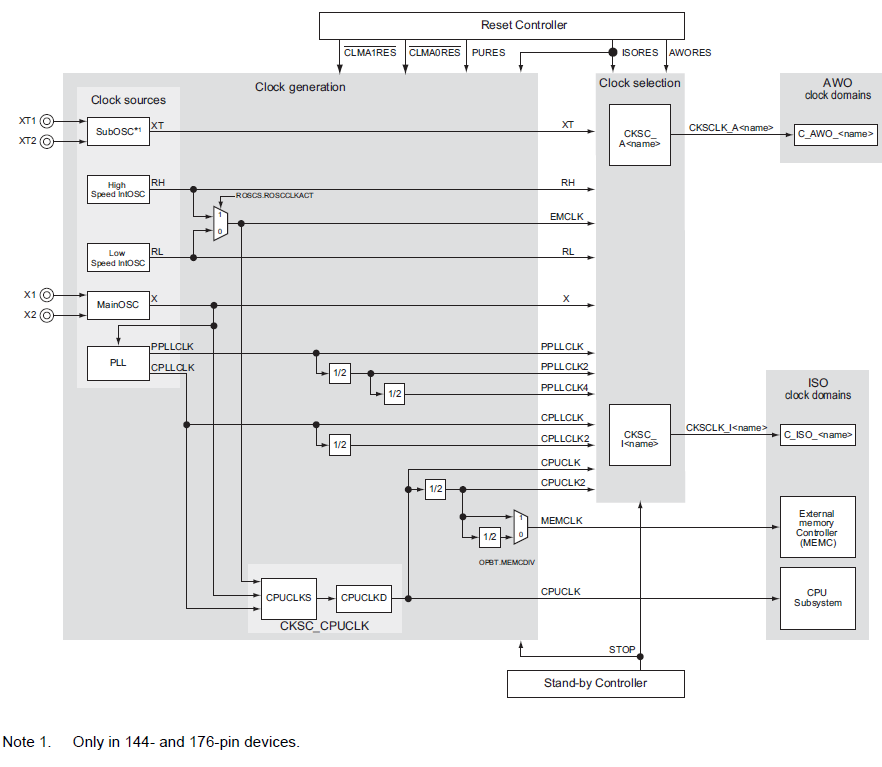 Reset Controller
CLMA1RES
CLMA0RES
PURES
ISORES
AWORES
Clock generation
Clock selection
AWO
clock domains
Clock sources
XT1
XT2
SubOSC*1
XT
XT
CKSC_
A<name>
CKSCLK_A<name>
C_AWO_<name>
High
Speed IntOSC
RH
RH
ROSCS.ROSCCLKACT
1
0
EMCLK
Low
Speed IntOSC
RL
RL
X1
X2
MainOSC
X
X
PLL
PPLLCLK
CPLLCLK
PPLLCLK
1/2
PPLLCLK2
1/2
PPLLCLK4
ISO
clock domains
CPLLCLK
1/2
CPLLCLK2
CKSC_
I<name>
CKSCLK_I<name>
C_ISO_<name>
CPUCLK
1/2
CPUCLK2
1/2
1
0
MEMCLK
OPBT.MEMCDIV
External
memory
Controller
(MEMC)
CPUCLKS
CPUCLKD
CKSC_CPUCLK
CPUCLK
CPU
Subsystem
STOP
Stand-by Controller
Note 1. Only in 144- and 176-pin devices.